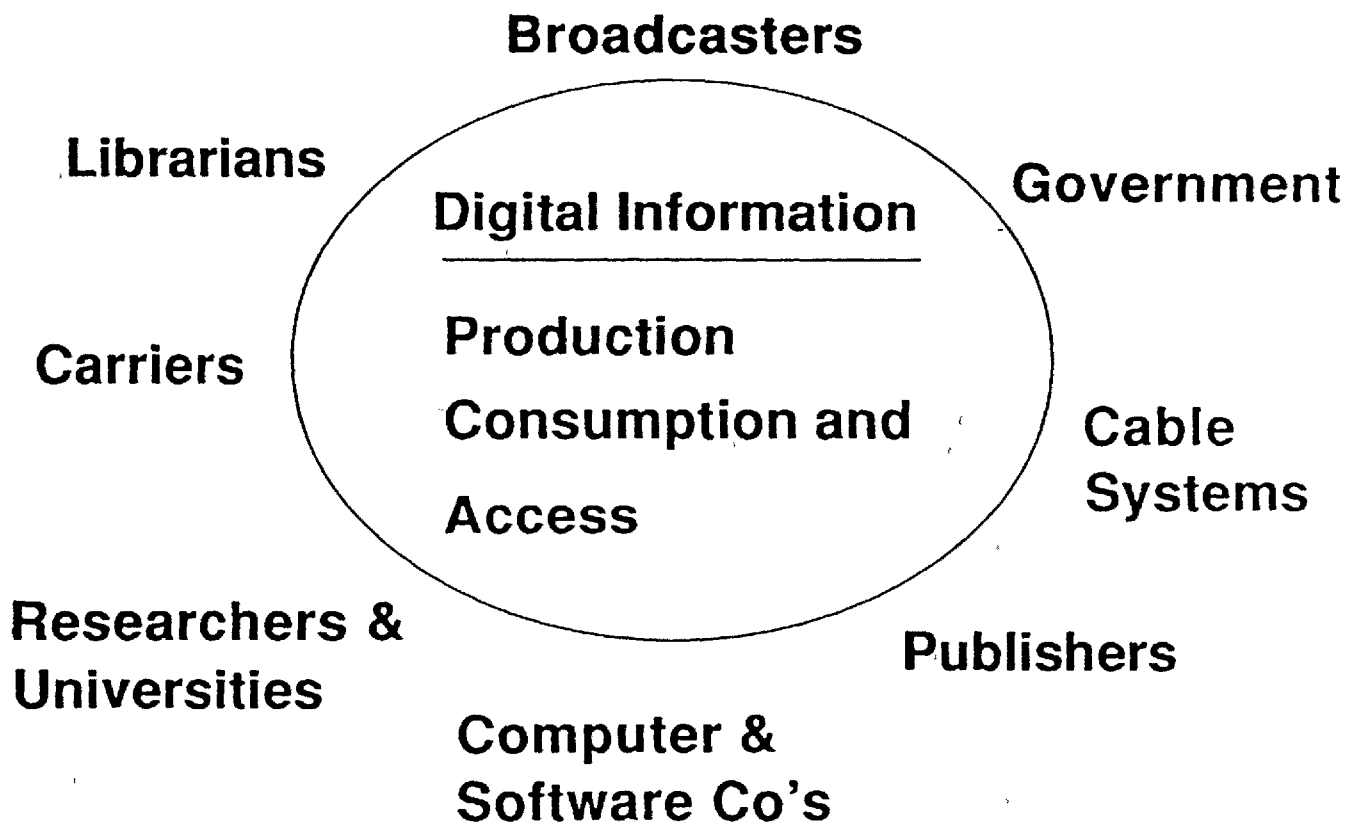 Broadcasters
Librarians
Government
Digital Information
Production
Carriers
Consumption and
Cable
Systems
Access
Researchers &
Universities
Publishers
Computer &
Software Co's